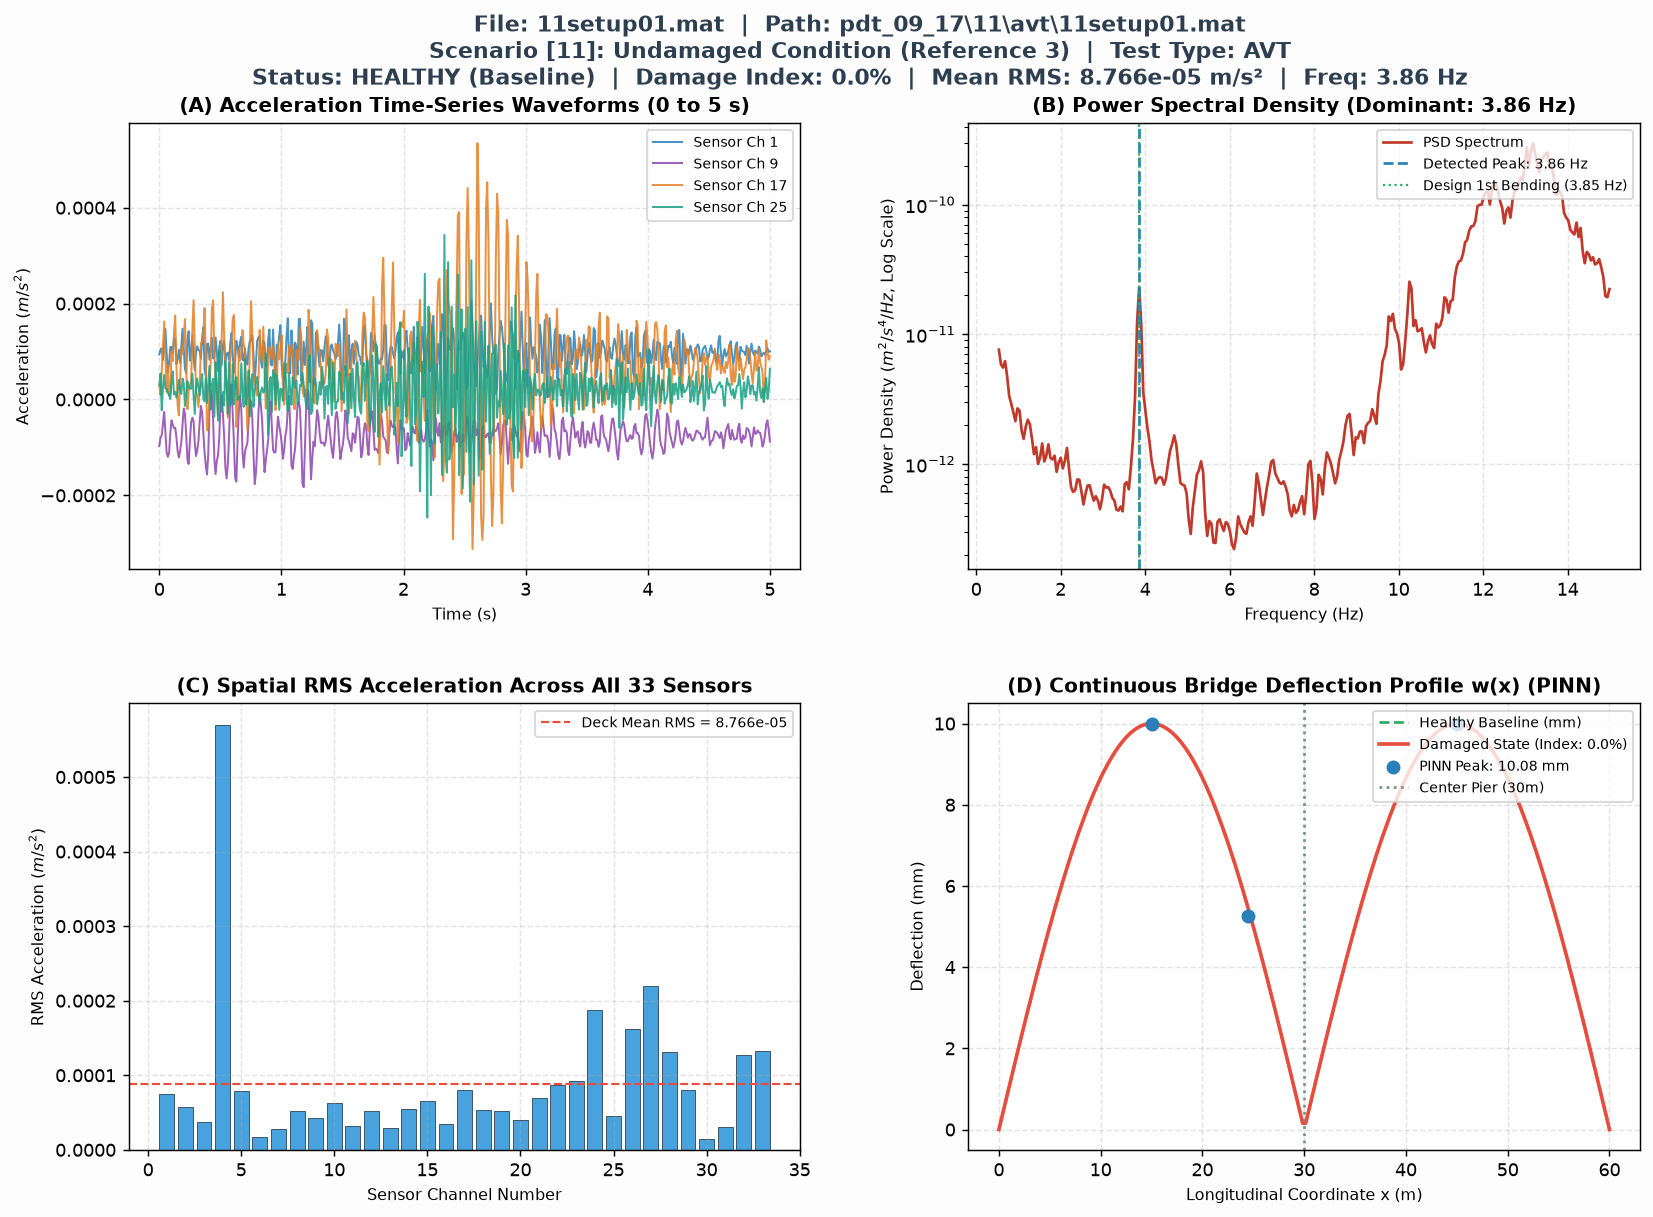 File: 11setup01.mat | Path: pdt_09_17\11\avt\11setup01.mat
Scenario [11]: Undamaged Condition (Reference 3) | Test Type: AVT
Status: HEALTHY (Baseline) | Damage Index: 0.0% | Mean RMS: 8.766e-05 m/s² | Freq: 3.86 Hz
(A) Acceleration Time-Series Waveforms (0 to 5 s)
Sensor Ch 1
Sensor Ch 9
Sensor Ch 17
Sensor Ch 25
Acceleration (m/s²)
0.0004
0.0002
0.0000
−0.0002
0 1 2 3 4 5
Time (s)
(B) Power Spectral Density (Dominant: 3.86 Hz)
PSD Spectrum
Detected Peak: 3.86 Hz
Design 1st Bending (3.85 Hz)
Power Density (m²/s⁴/Hz, Log Scale)
10⁻¹⁰
10⁻¹¹
10⁻¹²
0 2 4 6 8 10 12 14
Frequency (Hz)
(C) Spatial RMS Acceleration Across All 33 Sensors
Deck Mean RMS = 8.766e-05
RMS Acceleration (m/s²)
0.0005
0.0004
0.0003
0.0002
0.0001
0.0000
0 5 10 15 20 25 30 35
Sensor Channel Number
(D) Continuous Bridge Deflection Profile w(x) (PINN)
Healthy Baseline (mm)
Damaged State (Index: 0.0%)
PINN Peak: 10.08 mm
Center Pier (30m)
Deflection (mm)
10
8
6
4
2
0
0 10 20 30 40 50 60
Longitudinal Coordinate x (m)